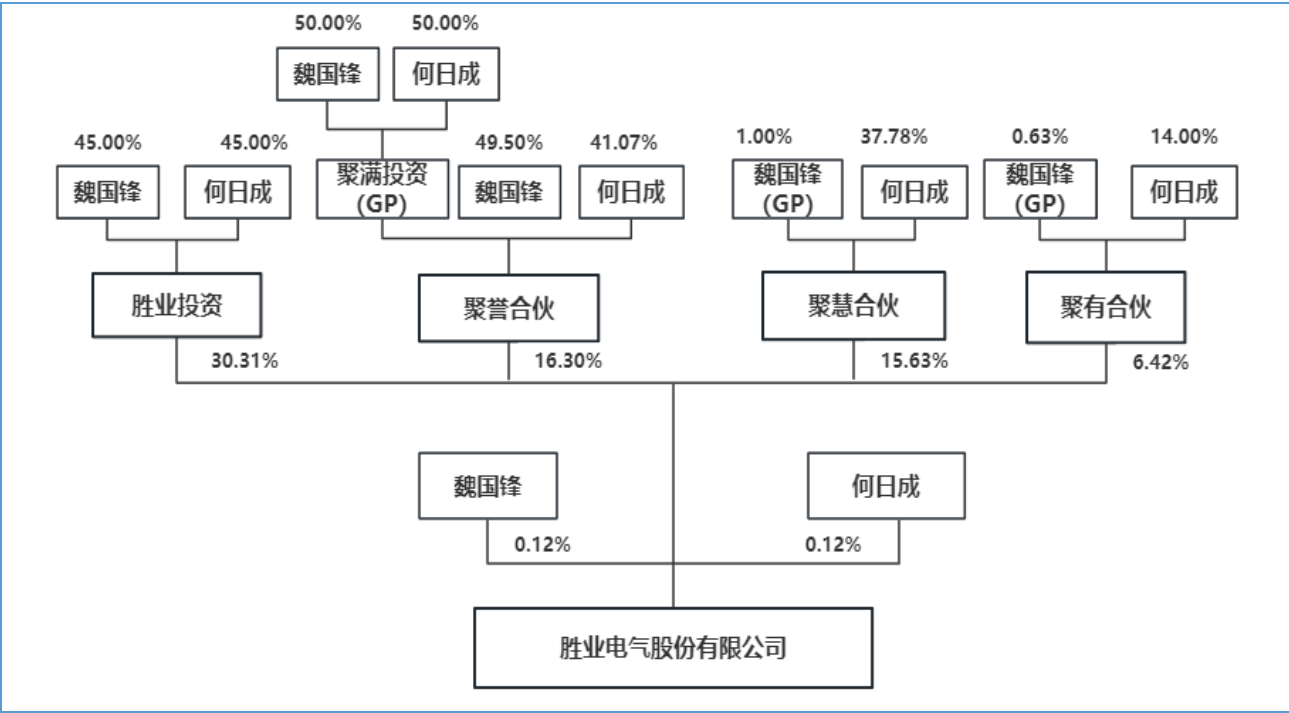 50.00% 50.00%
魏国锋 何日成
45.00% 45.00% 49.50% 41.07% 1.00% 37.78% 0.63% 14.00%
魏国锋 何日成 聚满投资 魏国锋 何日成 魏国锋 何日成 魏国锋 何日成
(GP) (GP) (GP)
胜业投资 聚誉合伙 聚慧合伙 聚有合伙
30.31% 16.30% 15.63% 6.42%
魏国锋 何日成
0.12% 0.12%
胜业电气股份有限公司